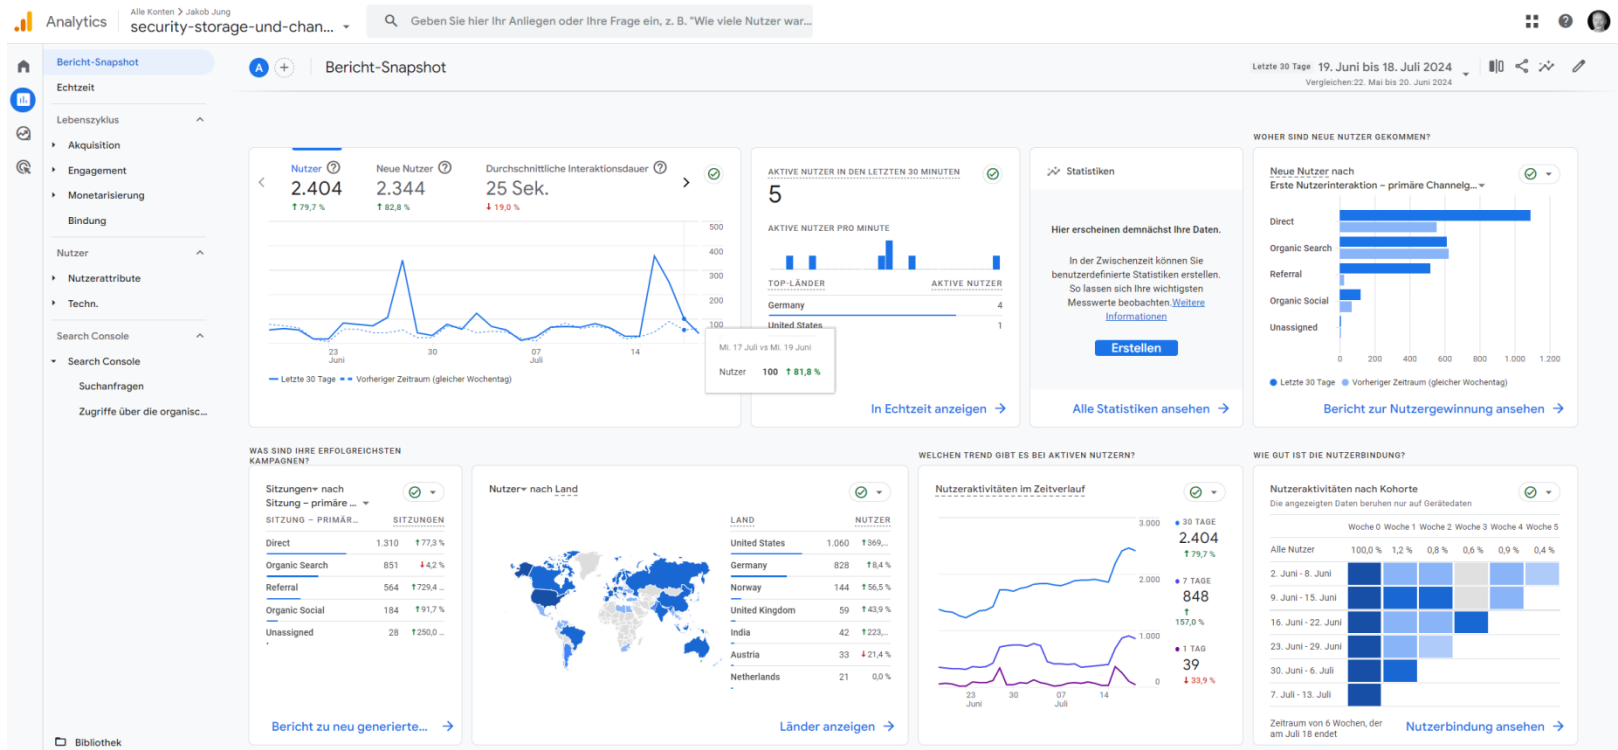 Analytics
Alle Konten > Jakob Jung
security-storage-und-chan...
Geben Sie hier Ihr Anliegen oder Ihre Frage ein, z. B. "Wie viele Nutzer war...
Bericht-Snapshot
Echtzeit
Lebenszyklus
Akquisition
Engagement
Monetarisierung
Bindung
Nutzer
Nutzerattribute
Techn.
Search Console
Search Console
Suchanfragen
Zugriffe über die organisc...
Bibliothek
A
Bericht-Snapshot
Letzte 30 Tage 19. Juni bis 18. Juli 2024
Vergleichen:22. Mai bis 20. Juni 2024
Nutzer
2.404
↑ 79,7 %
Neue Nutzer
2.344
↑ 82,8 %
Durchschnittliche Interaktionsdauer
25 Sek.
↓ 19,0 %
500
400
300
200
100
23
Juni
30
07
Juli
14
Letzte 30 Tage
Vorheriger Zeitraum (gleicher Wochentag)
Mi. 17 Juli vs Mi. 19 Juni
Nutzer 100 ↑ 81,8 %
AKTIVE NUTZER IN DEN LETZTEN 30 MINUTEN
5
AKTIVE NUTZER PRO MINUTE
TOP-LÄNDER AKTIVE NUTZER
Germany 4
United States 1
In Echtzeit anzeigen →
Statistiken
Hier erscheinen demnächst Ihre Daten.
In der Zwischenzeit können Sie
benutzerdefinierte Statistiken erstellen.
So lassen sich Ihre wichtigsten
Messwerte beobachten.Weitere
Informationen
Erstellen
Alle Statistiken ansehen →
WOHER SIND NEUE NUTZER GEKOMMEN?
Neue Nutzer nach
Erste Nutzerinteraktion – primäre Channelg...
Direct
Organic Search
Referral
Organic Social
Unassigned
0 200 400 600 800 1.000 1.200
Letzte 30 Tage
Vorheriger Zeitraum (gleicher Wochentag)
Bericht zur Nutzergewinnung ansehen →
WAS SIND IHRE ERFOLGREICHSTEN
KAMPAGNEN?
Sitzungen nach
Sitzung – primäre ...
SITZUNG – PRIMÄR... SITZUNGEN
Direct 1.310 ↑ 77,3 %
Organic Search 851 ↓ 4,2 %
Referral 564 ↑ 729,4 ...
Organic Social 184 ↑ 91,7 %
Unassigned 28 ↑ 250,0 ...
Bericht zu neu generierte... →
Nutzer nach Land
LAND NUTZER
United States 1.060 ↑ 369,...
Germany 828 ↑ 8,4 %
Norway 144 ↑ 56,5 %
United Kingdom 59 ↑ 43,9 %
India 42 ↑ 223,...
Austria 33 ↓ 21,4 %
Netherlands 21 0,0 %
Länder anzeigen →
WELCHEN TREND GIBT ES BEI AKTIVEN NUTZERN?
Nutzeraktivitäten im Zeitverlauf
3.000
2.000
1.000
0
23
Juni
30
07
Juli
14
30 TAGE
2.404
↑ 79,7 %
7 TAGE
848
↑
157,0 %
1 TAG
39
↓ 33,9 %
WIE GUT IST DIE NUTZERBINDUNG?
Nutzeraktivitäten nach Kohorte
Die angezeigten Daten beruhen nur auf Gerätedaten
Woche 0 Woche 1 Woche 2 Woche 3 Woche 4 Woche 5
Alle Nutzer 100,0 % 1,2 % 0,8 % 0,6 % 0,9 % 0,4 %
2. Juni - 8. Juni
9. Juni - 15. Juni
16. Juni - 22. Juni
23. Juni - 29. Juni
30. Juni - 6. Juli
7. Juli - 13. Juli
Zeitraum von 6 Wochen, der
am Juli 18 endet
Nutzerbindung ansehen →